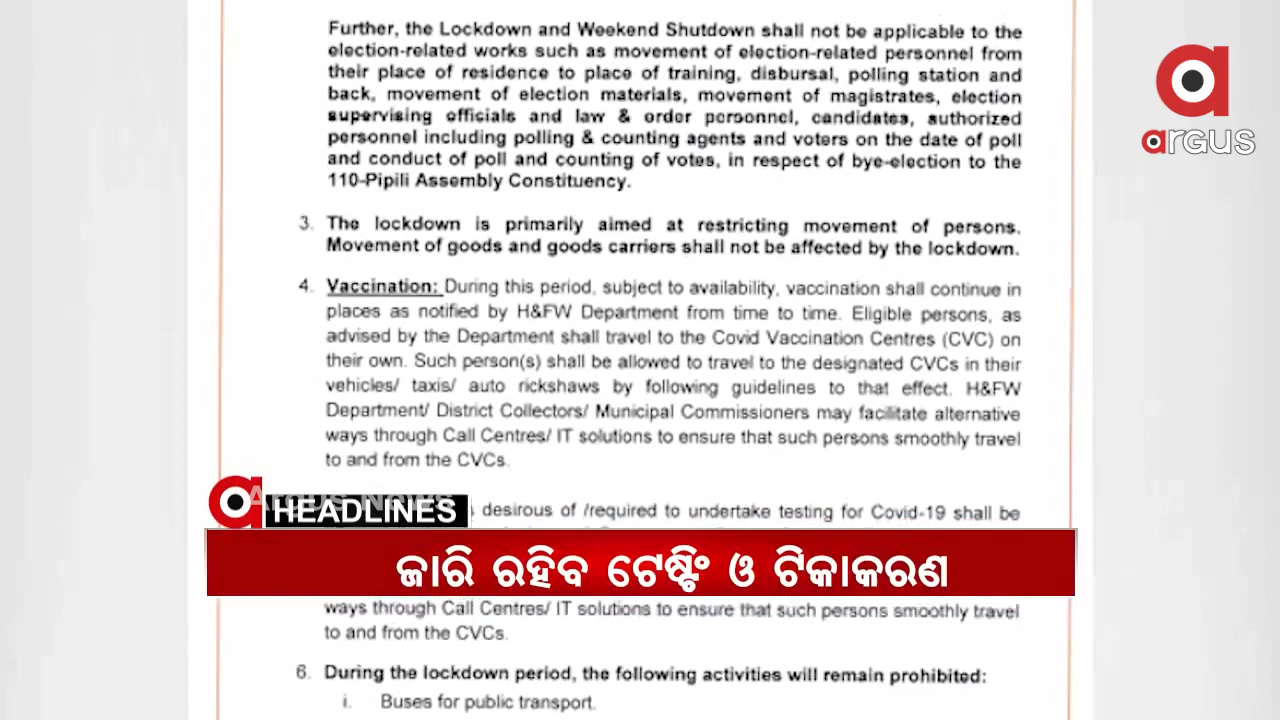 Further, the Lockdown and Weekend Shutdown shall not be applicable to the
election-related works such as movement of election-related personnel from
their place of residence to place of training, disbursal, polling station and
back, movement of election materials, movement of magistrates, election
supervising officials and law & order personnel, candidates, authorized
personnel including polling & counting agents and voters on the date of poll
and conduct of poll and counting of votes, in respect of bye-election to the
110-Pipili Assembly Constituency.
argus
3. The lockdown is primarily aimed at restricting movement of persons.
Movement of goods and goods carriers shall not be affected by the lockdown.
4. Vaccination: During this period, subject to availability, vaccination shall continue in
places as notified by H&FW Department from time to time. Eligible persons, as
advised by the Department shall travel to the Covid Vaccination Centres (CVC) on
their own. Such person(s) shall be allowed to travel to the designated CVCs in their
vehicles/ taxis/ auto rickshaws by following guidelines to that effect. H&FW
Department/ District Collectors/ Municipal Commissioners may facilitate alternative
ways through Call Centres/ IT solutions to ensure that such persons smoothly travel
to and from the CVCs.
Argus News
HEADLINES
desirous of /required to undertake testing for Covid-19 shall be
ଜାରି ରହିବ ଟେଷ୍ଟିଂ ଓ ଟିକାକରଣ
ways through Call Centres/ IT solutions to ensure that such persons smoothly travel
to and from the CVCs.
6. During the lockdown period, the following activities will remain prohibited:
i. Buses for public transport.